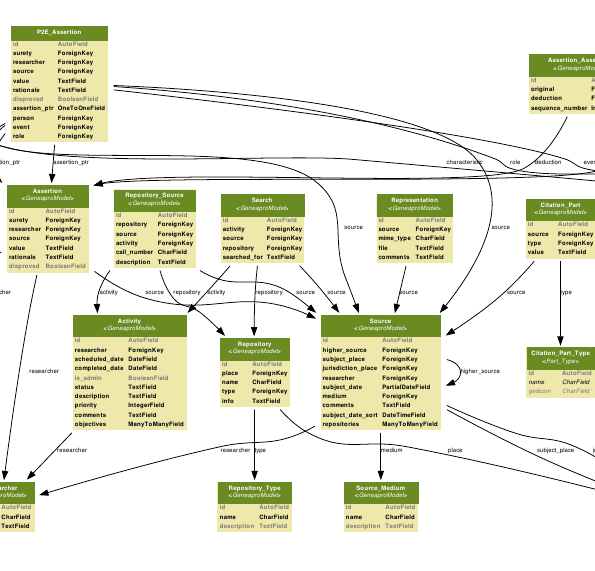 P2E_Assertion
id AutoField
surety ForeignKey
researcher ForeignKey
source ForeignKey
value TextField
rationale TextField
disproved BooleanField
assertion_ptr OneToOneField
person ForeignKey
event ForeignKey
role ForeignKey
Assertion_Asse
<GeneaproMode
id A
original F
deduction F
sequence_number In
ion_ptr
assertion_ptr
characteristic
role
deduction
even
Assertion
<GeneaproModel>
id AutoField
surety ForeignKey
researcher ForeignKey
source ForeignKey
value TextField
rationale TextField
disproved BooleanField
Repository_Source
<GeneaproModel>
id AutoField
repository ForeignKey
source ForeignKey
activity ForeignKey
call_number CharField
description TextField
Search
<GeneaproModel>
id AutoField
activity ForeignKey
source ForeignKey
repository ForeignKey
searched_for TextField
Representation
<GeneaproModel>
id AutoField
source ForeignKey
mime_type CharField
file TextField
comments TextField
Citation_Part
<GeneaproModel>
id AutoField
source ForeignKey
type ForeignKey
value TextField
source
source
cher
activity
source
repository
activity
source
repository
source
source
source
source
type
Activity
<GeneaproModel>
id AutoField
researcher ForeignKey
scheduled_date DateField
completed_date DateField
is_admin BooleanField
status TextField
description TextField
priority IntegerField
comments TextField
objectives ManyToManyField
Repository
<GeneaproModel>
id AutoField
place ForeignKey
name CharField
type ForeignKey
info TextField
Source
<GeneaproModel>
id AutoField
higher_source ForeignKey
subject_place ForeignKey
jurisdiction_place ForeignKey
researcher ForeignKey
subject_date PartialDateField
medium ForeignKey
comments TextField
subject_date_sort DateTimeField
repositories ManyToManyField
higher_source
Citation_Part_Type
<Part_Type>
id AutoField
name CharField
gedcom CharField
researcher
researcher
researcher
type
medium
place
subject_place
archer
aproModel>
AutoField
CharField
TextField
Repository_Type
<GeneaproModel>
id AutoField
name CharField
description TextField
Source_Medium
<GeneaproModel>
id AutoField
name CharField
description TextField